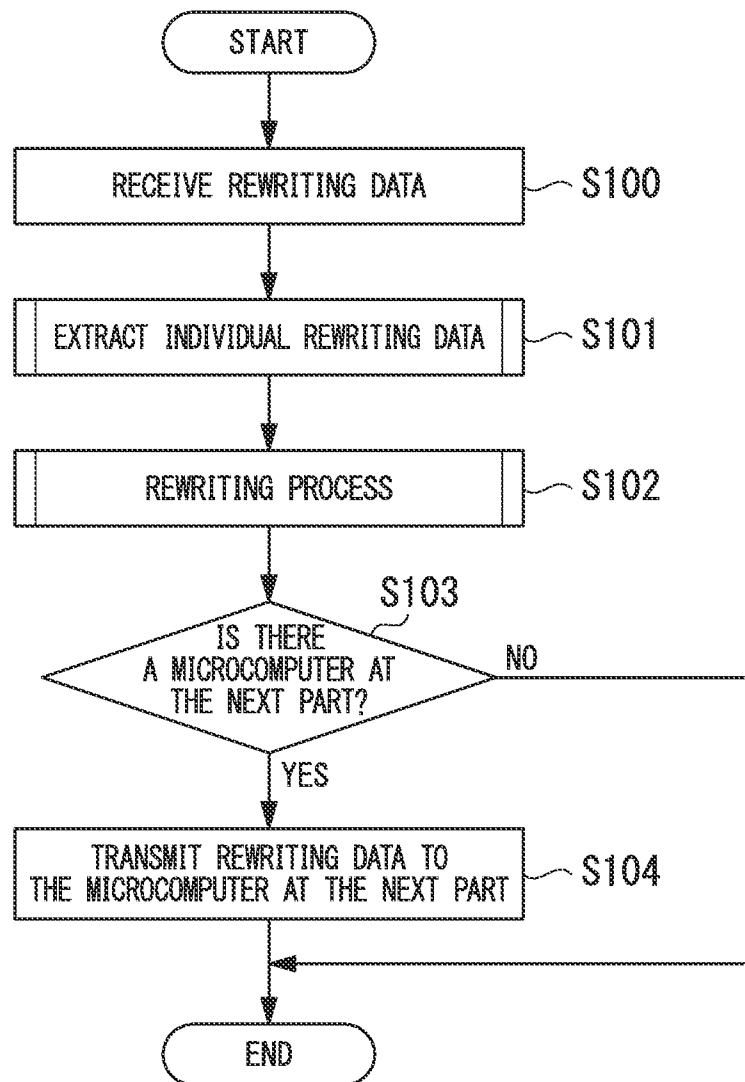 START
RECEIVE REWRITING DATA
S100
EXTRACT INDIVIDUAL REWRITING DATA
S101
REWRITING PROCESS
S102
S103
IS THERE
A MICROCOMPUTER AT
THE NEXT PART?
NO
YES
TRANSMIT REWRITING DATA TO
THE MICROCOMPUTER AT THE NEXT PART
S104
END